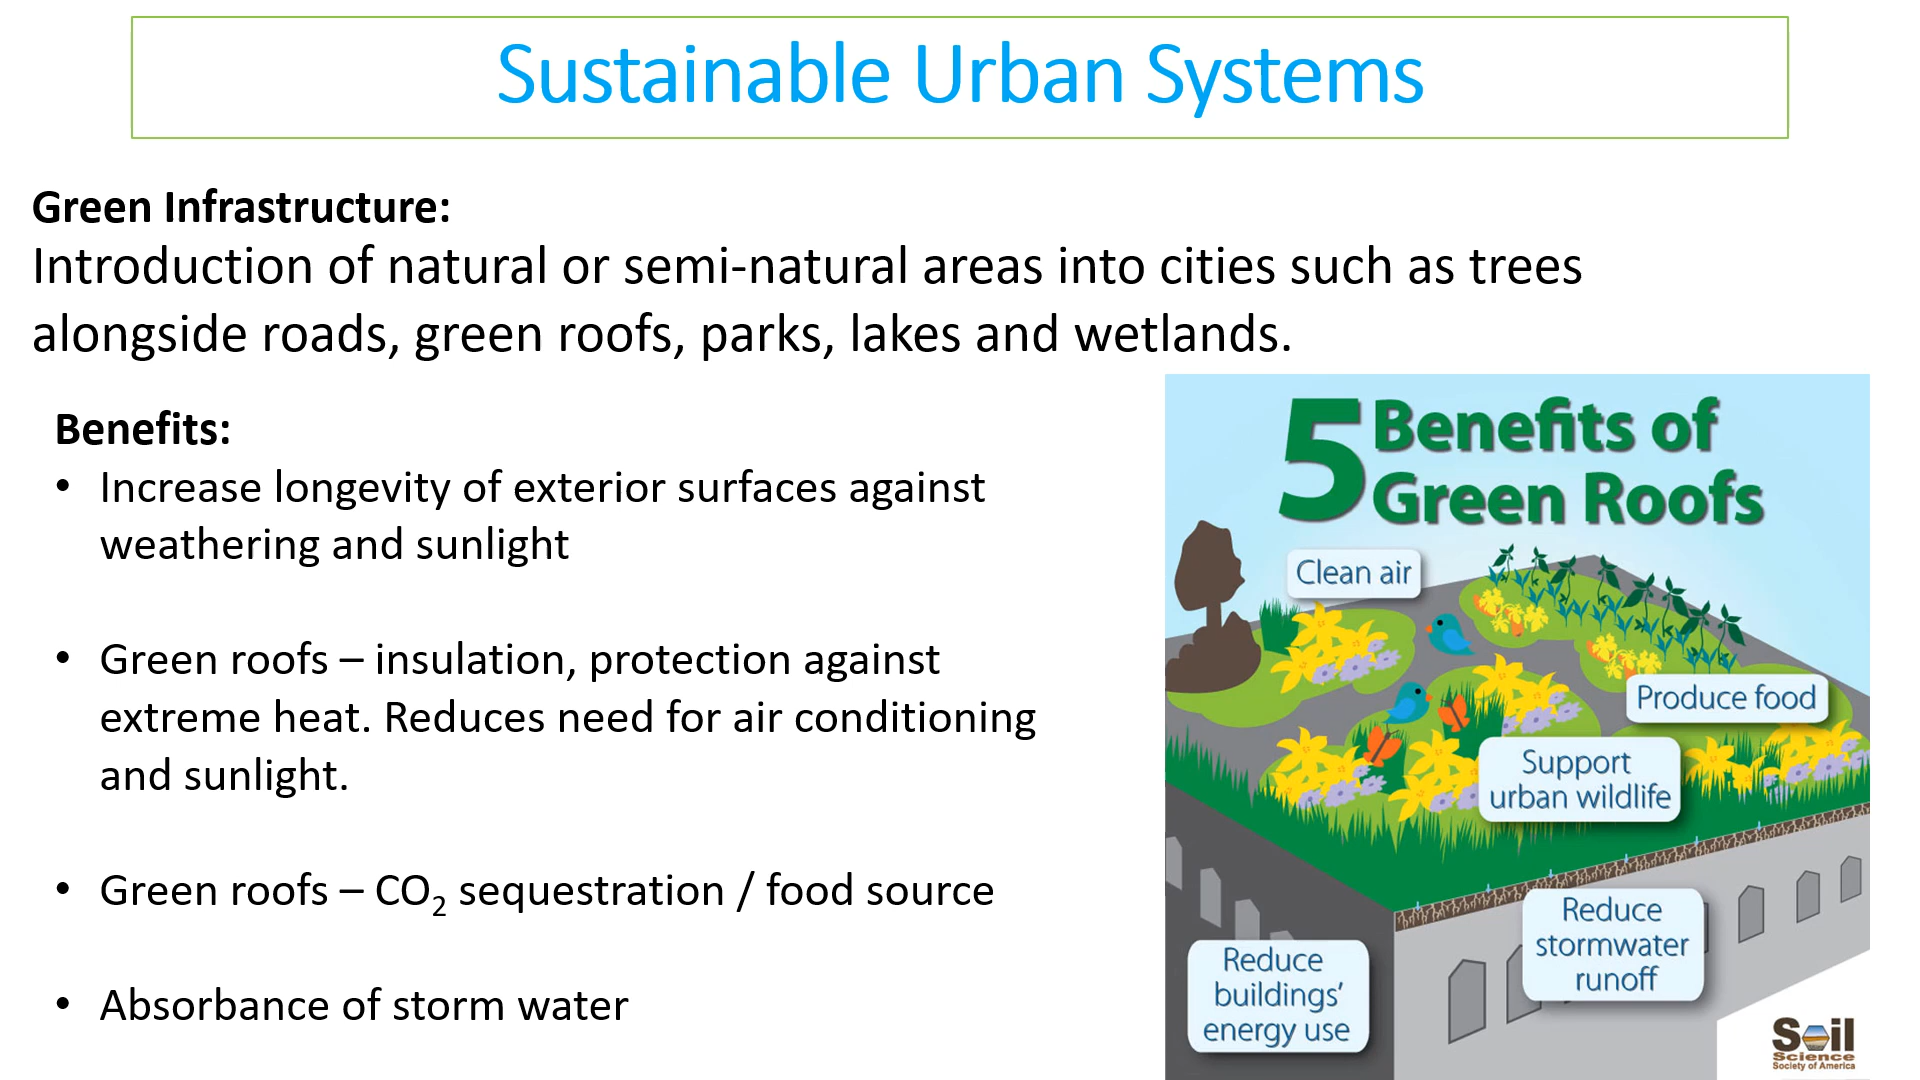 Sustainable Urban Systems
Green Infrastructure:
Introduction of natural or semi-natural areas into cities such as trees
alongside roads, green roofs, parks, lakes and wetlands.
Benefits:
• Increase longevity of exterior surfaces against
weathering and sunlight
• Green roofs – insulation, protection against
extreme heat. Reduces need for air conditioning
and sunlight.
• Green roofs – CO₂ sequestration / food source
• Absorbance of storm water
5 Benefits of
Green Roofs
Clean air
Produce food
Support
urban wildlife
Reduce
stormwater
runoff
Reduce
buildings’
energy use
Soil
Science
Society of America